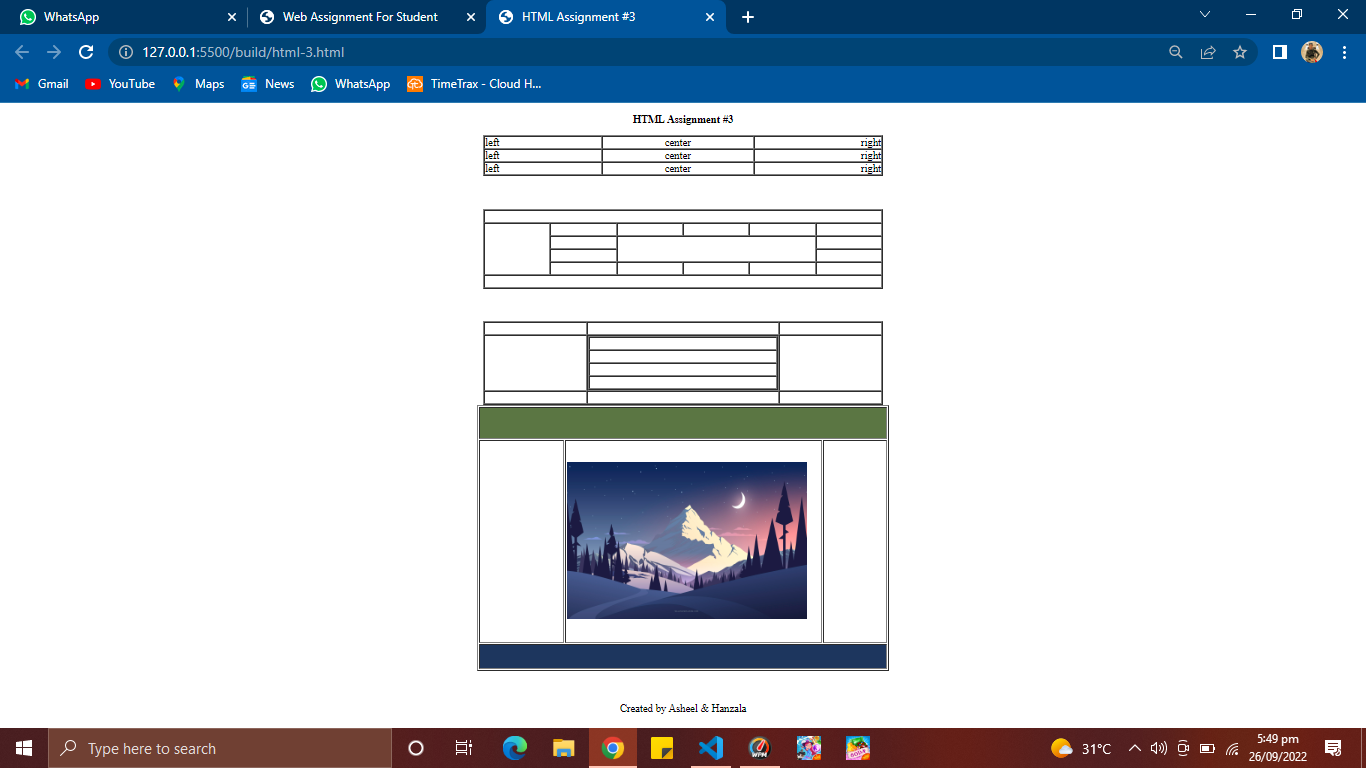 WhatsApp
Web Assignment For Student
HTML Assignment #3
127.0.0.1:5500/build/html-3.html
Gmail
YouTube
Maps
News
WhatsApp
TimeTrax - Cloud H...
HTML Assignment #3
left center right
left center right
left center right
Created by Asheel & Hanzala
Type here to search
31°C
5:49 pm
26/09/2022